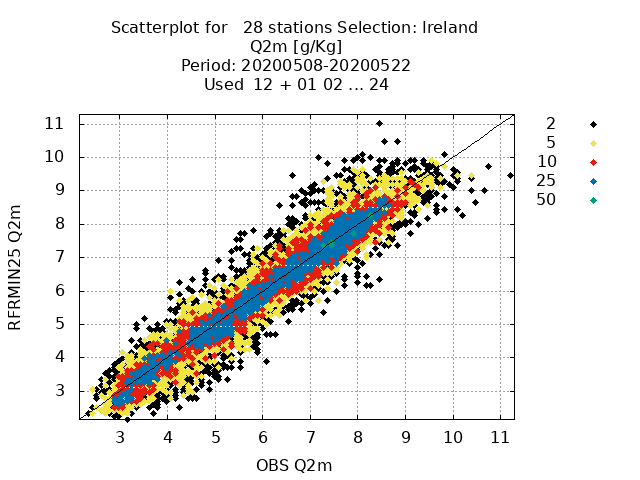 Scatterplot for   28 stations Selection: Ireland
Q2m [g/Kg]
Period: 20200508-20200522
Used  12 + 01 02 ... 24
11
10
9
8
7
6
5
4
3
RFRMIN25 Q2m
3 4 5 6 7 8 9 10 11
OBS Q2m
2
5
10
25
50